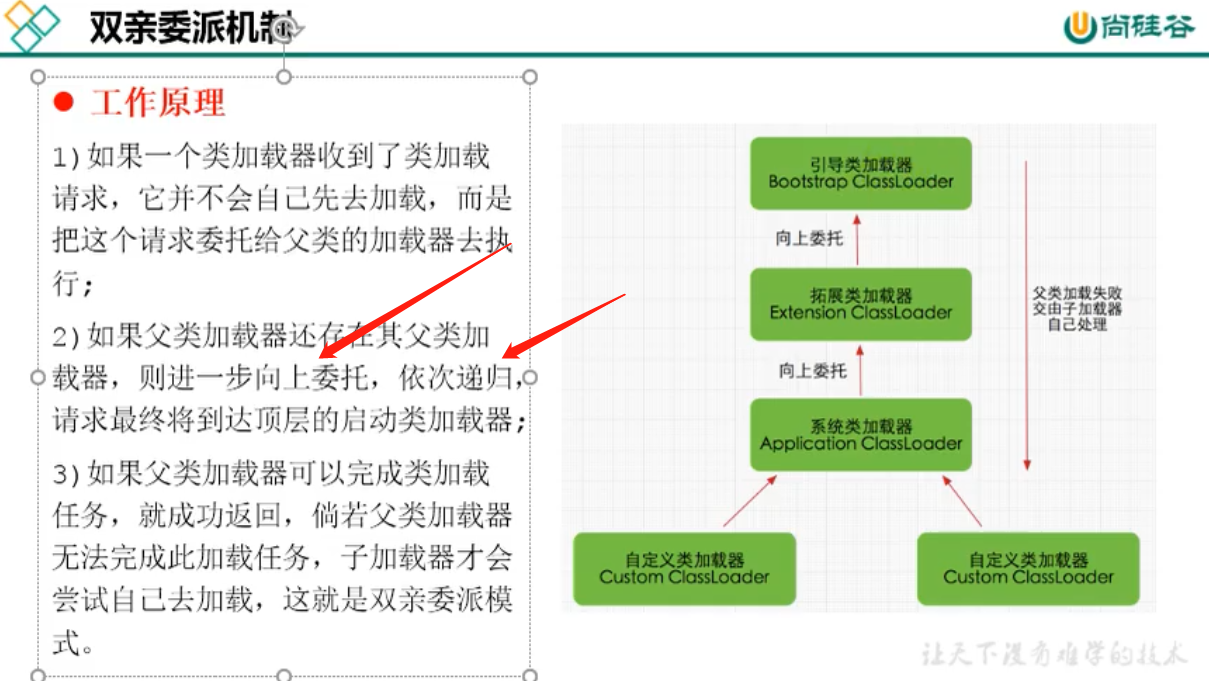 双亲委派机制
尚硅谷
● 工作原理
1)如果一个类加载器收到了类加载
请求，它并不会自己先去加载，而是
把这个请求委托给父类的加载器去执
行；
2)如果父类加载器还存在其父类加
载器，则进一步向上委托，依次递归，
请求最终将到达顶层的启动类加载器；
3)如果父类加载器可以完成类加载
任务，就成功返回，倘若父类加载器
无法完成此加载任务，子加载器才会
尝试自己去加载，这就是双亲委派模
式。
引导类加载器
Bootstrap ClassLoader
向上委托
拓展类加载器
Extension ClassLoader
向上委托
系统类加载器
Application ClassLoader
父类加载失败
交由子加载器
自己处理
自定义类加载器
Custom ClassLoader
自定义类加载器
Custom ClassLoader
让天下没有难学的技术